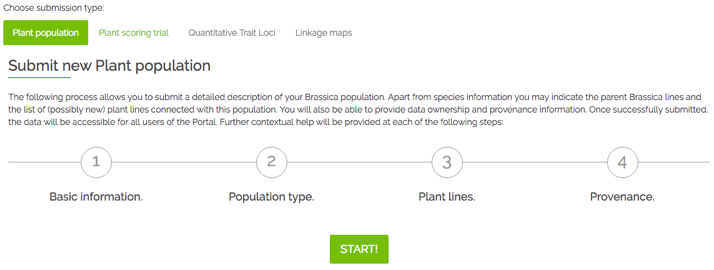 Choose submission type:
Plant population Plant scoring trial Quantitative Trait Loci Linkage maps
Submit new Plant population
The following process allows you to submit a detailed description of your Brassica population. Apart from species information you may indicate the parent Brassica lines and
the list of (possibly new) plant lines connected with this population. You will also be able to provide data ownership and provenance information. Once successfully submitted,
the data will be accessible for all users of the Portal. Further contextual help will be provided at each of the following steps:
1 2 3 4
Basic information. Population type. Plant lines. Provenance.
START!